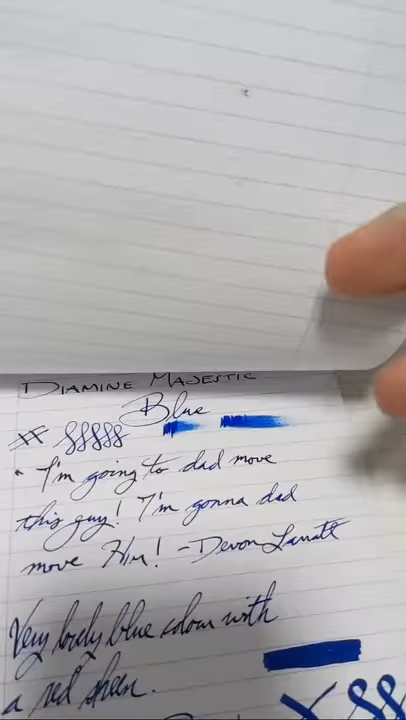 DIAMINE MAJESTIC
Blue
"I'm going to dad move
this guy! I'm gonna dad
move Him! -Devon Larratt
Very lovely blue colour with
a red sheen.